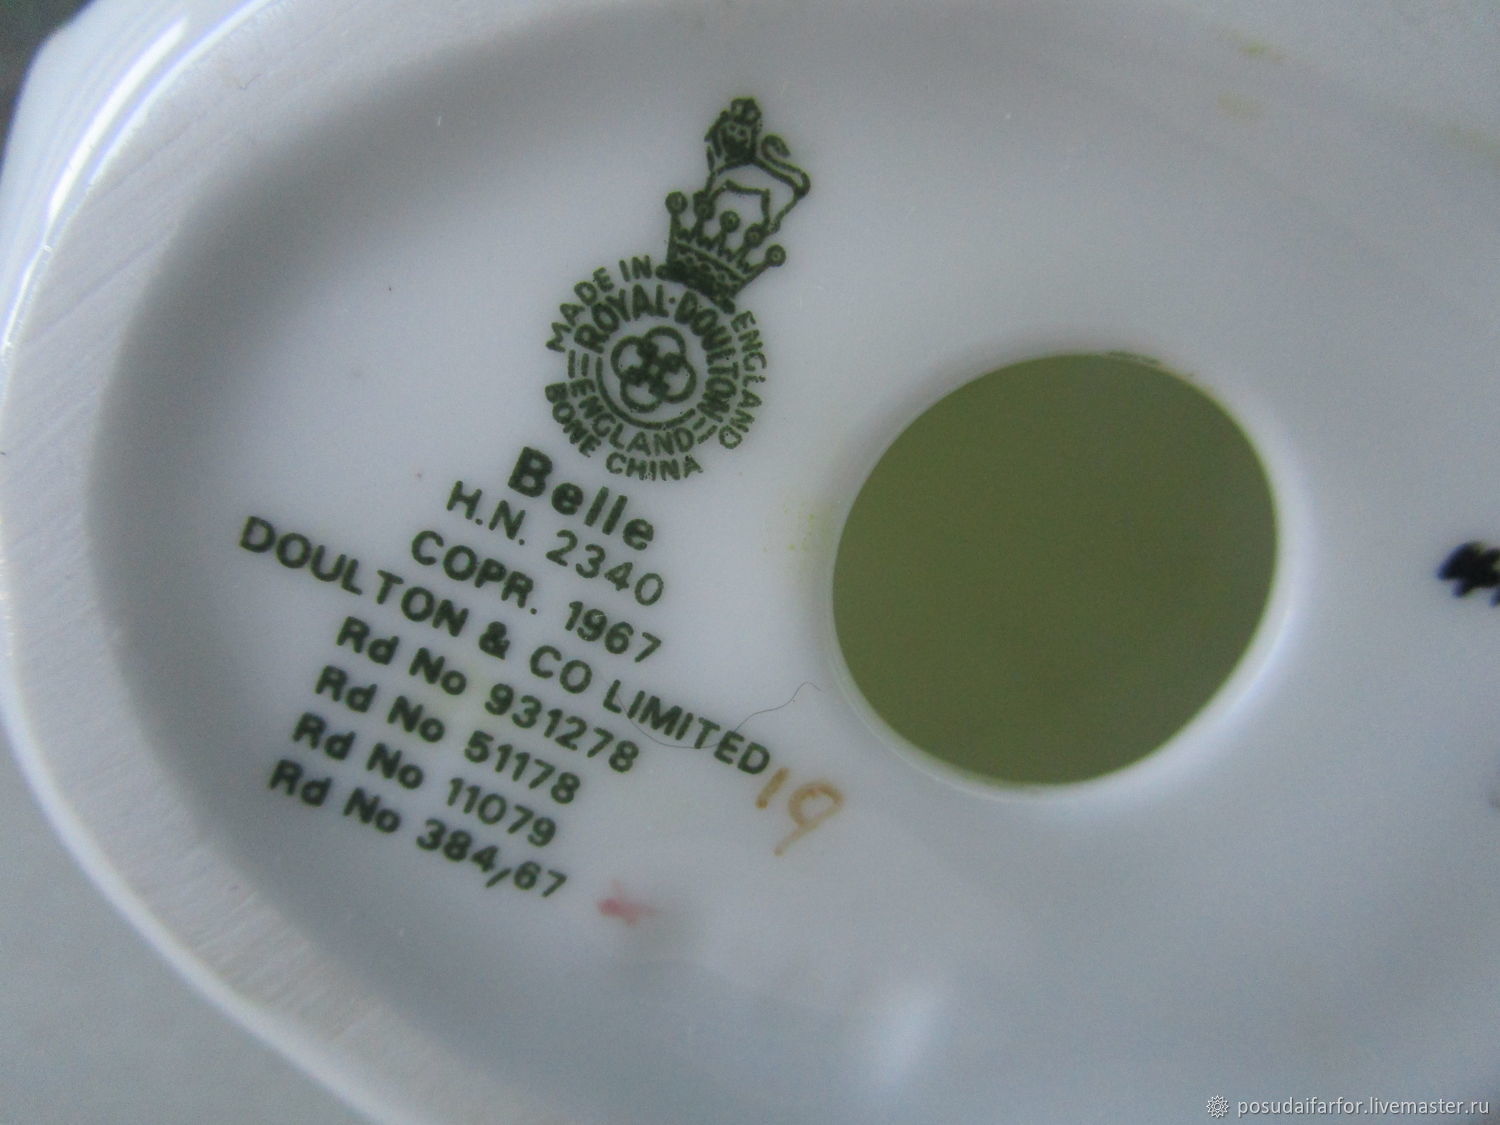 MADE IN ENGLAND
ROYAL·DOULTON
ENGLAND
BONE CHINA
Belle
H.N. 2340
COPR. 1967
DOULTON & CO LIMITED
Rd No 931278
Rd No 51178
Rd No 11079
Rd No 384/67
19
posudaifarfor.livemaster.ru